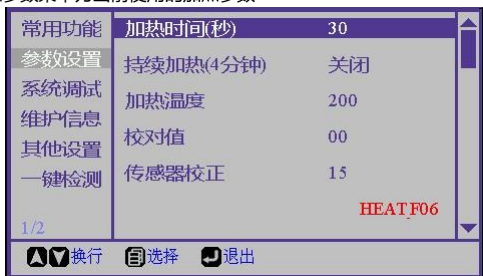 常用功能
参数设置
系统调试
维护信息
其他设置
一键检测
1/2
加热时间(秒) 30
持续加热(4分钟) 关闭
加热温度 200
校对值 00
传感器校正 15
HEAT_F06
换行 选择 退出